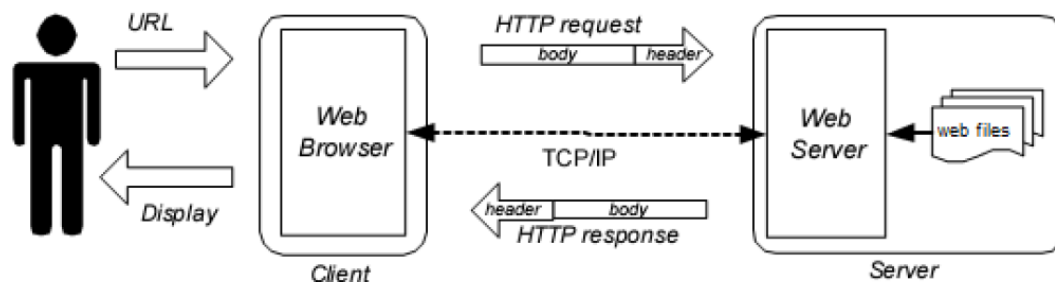 URL
Display
Web
Browser
Client
HTTP request
body header
TCP/IP
header body
HTTP response
Web
Server
web files
Server